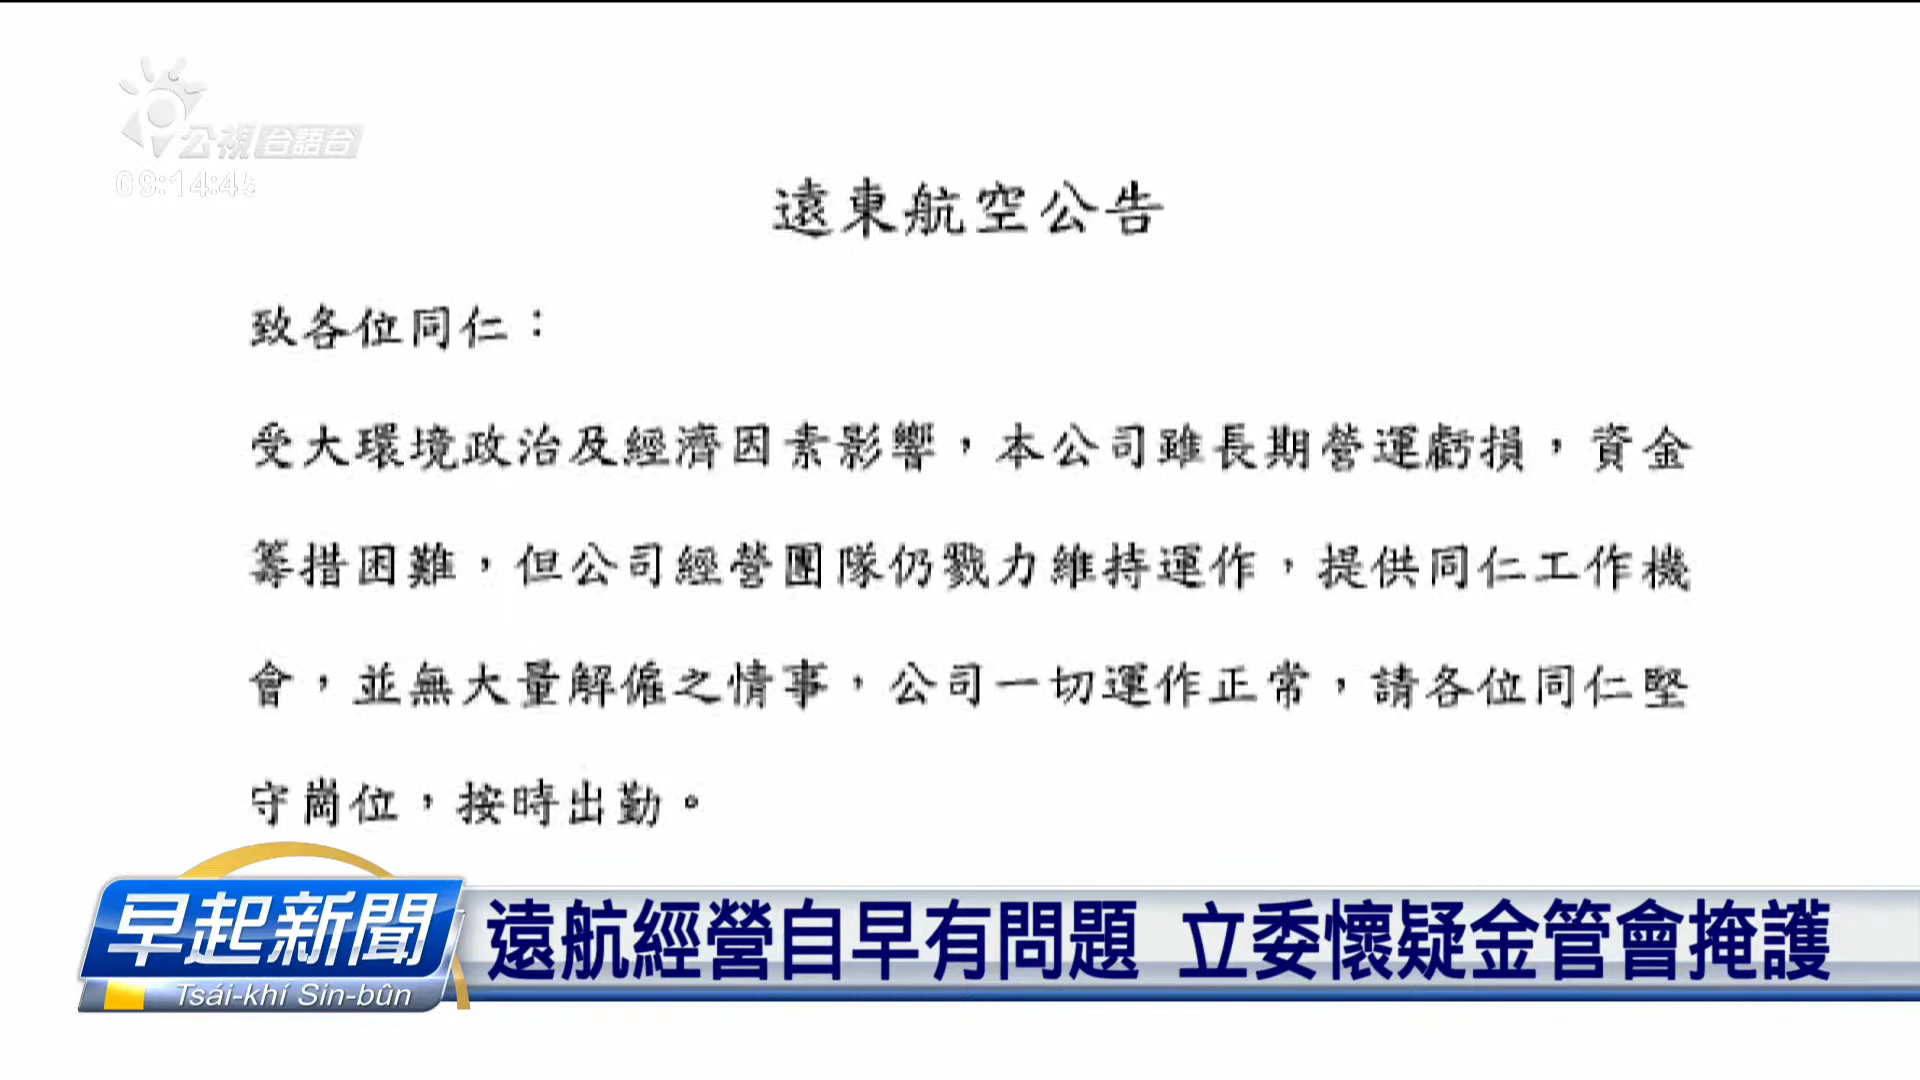 公視 台語台
09:14:45
遠東航空公告
致各位同仁：
受大環境政治及經濟因素影響，本公司雖長期營運虧損，資金
籌措困難，但公司經營團隊仍戮力維持運作，提供同仁工作機
會，並無大量解僱之情事，公司一切運作正常，請各位同仁堅
守崗位，按時出勤。
早起新聞
Tsái-khí Sin-bûn
遠航經營自早有問題 立委懷疑金管會掩護